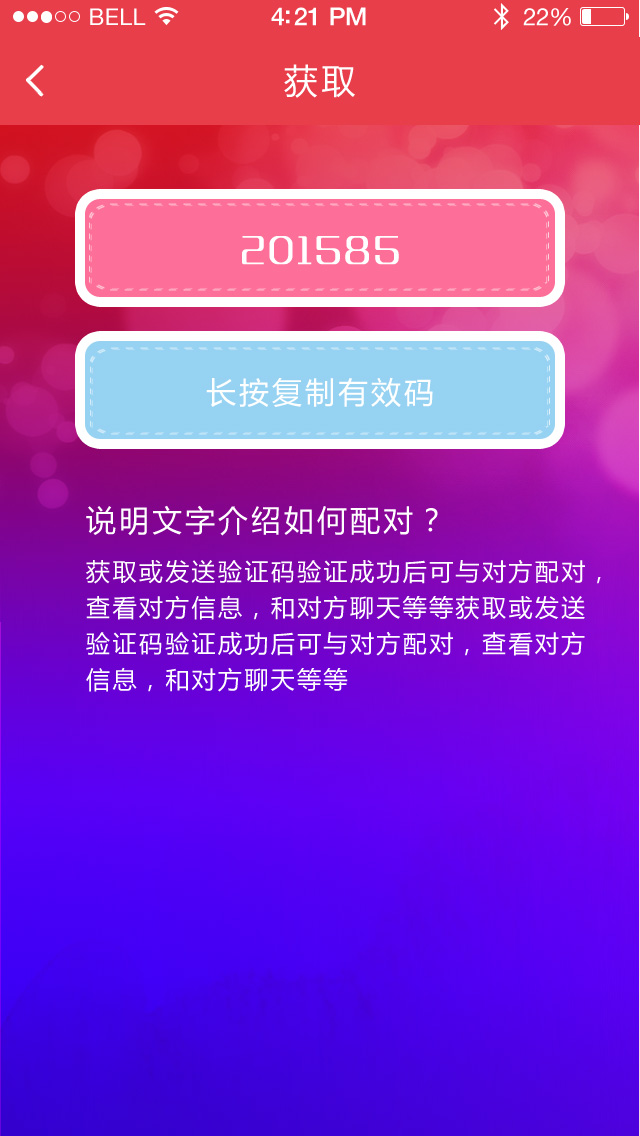 BELL 4:21 PM 22%
获取
201585
长按复制有效码
说明文字介绍如何配对？
获取或发送验证码验证成功后可与对方配对，
查看对方信息，和对方聊天等等获取或发送
验证码验证成功后可与对方配对，查看对方
信息，和对方聊天等等